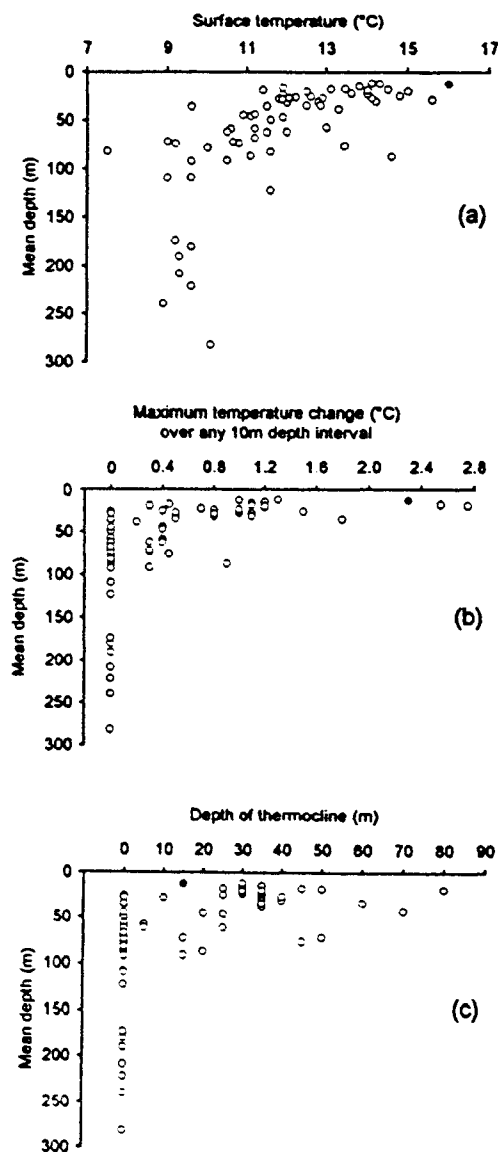 Surface temperature (°C)
7 9 11 13 15 17
0
50
100
150
200
250
300
Mean depth (m)
(a)
Maximum temperature change (°C)
over any 10m depth interval
0 0.4 0.8 1.2 1.6 2.0 2.4 2.8
0
50
100
150
200
250
300
Mean depth (m)
(b)
Depth of thermocline (m)
0 10 20 30 40 50 60 70 80 90
0
50
100
150
200
250
300
Mean depth (m)
(c)